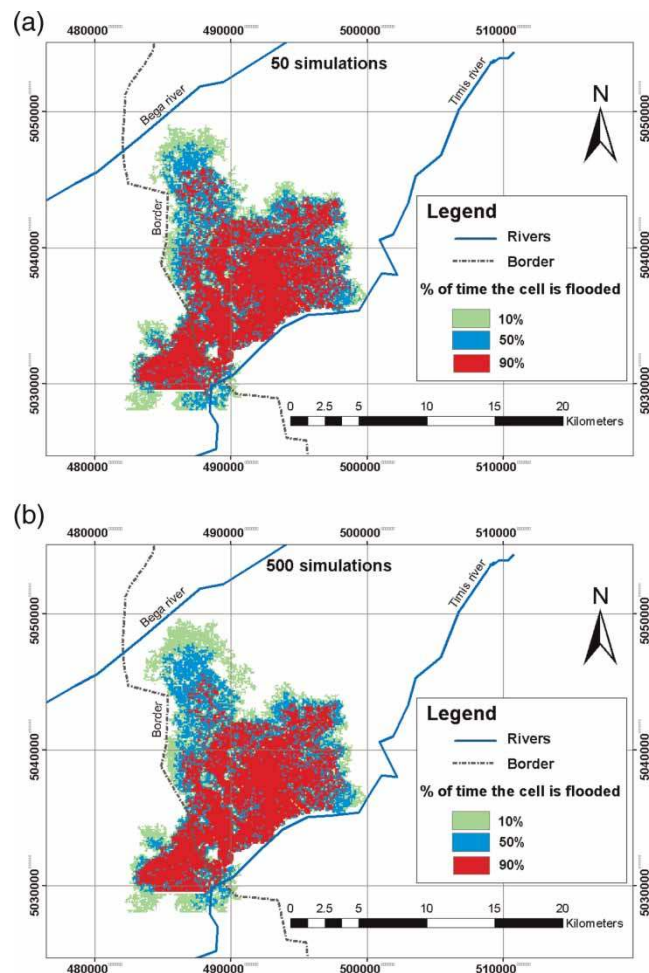 (a)
480000 490000 500000 510000
50 simulations
Bega river
Timis river
Border
N
5050000 5050000
5040000 5040000
5030000 5030000
Legend
Rivers
Border
% of time the cell is flooded
10%
50%
90%
0 2.5 5 10 15 20
Kilometers
480000 490000 500000 510000
(b)
480000 490000 500000 510000
500 simulations
Bega river
Timis river
Border
N
5050000 5050000
5040000 5040000
5030000 5030000
Legend
Rivers
Border
% of time the cell is flooded
10%
50%
90%
0 2.5 5 10 15 20
Kilometers
480000 490000 500000 510000